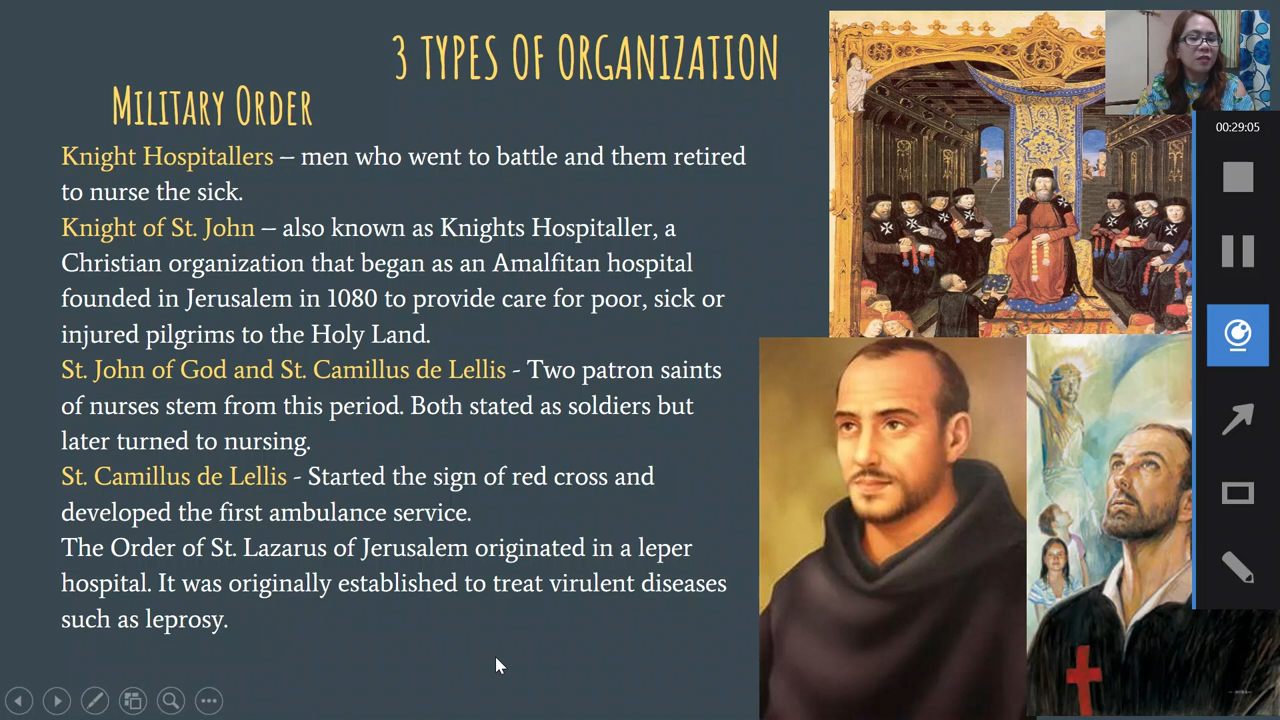 3 TYPES OF ORGANIZATION
MILITARY ORDER
Knight Hospitallers – men who went to battle and them retired
to nurse the sick.
Knight of St. John – also known as Knights Hospitaller, a
Christian organization that began as an Amalfitan hospital
founded in Jerusalem in 1080 to provide care for poor, sick or
injured pilgrims to the Holy Land.
St. John of God and St. Camillus de Lellis - Two patron saints
of nurses stem from this period. Both stated as soldiers but
later turned to nursing.
St. Camillus de Lellis - Started the sign of red cross and
developed the first ambulance service.
The Order of St. Lazarus of Jerusalem originated in a leper
hospital. It was originally established to treat virulent diseases
such as leprosy.
00:29:05